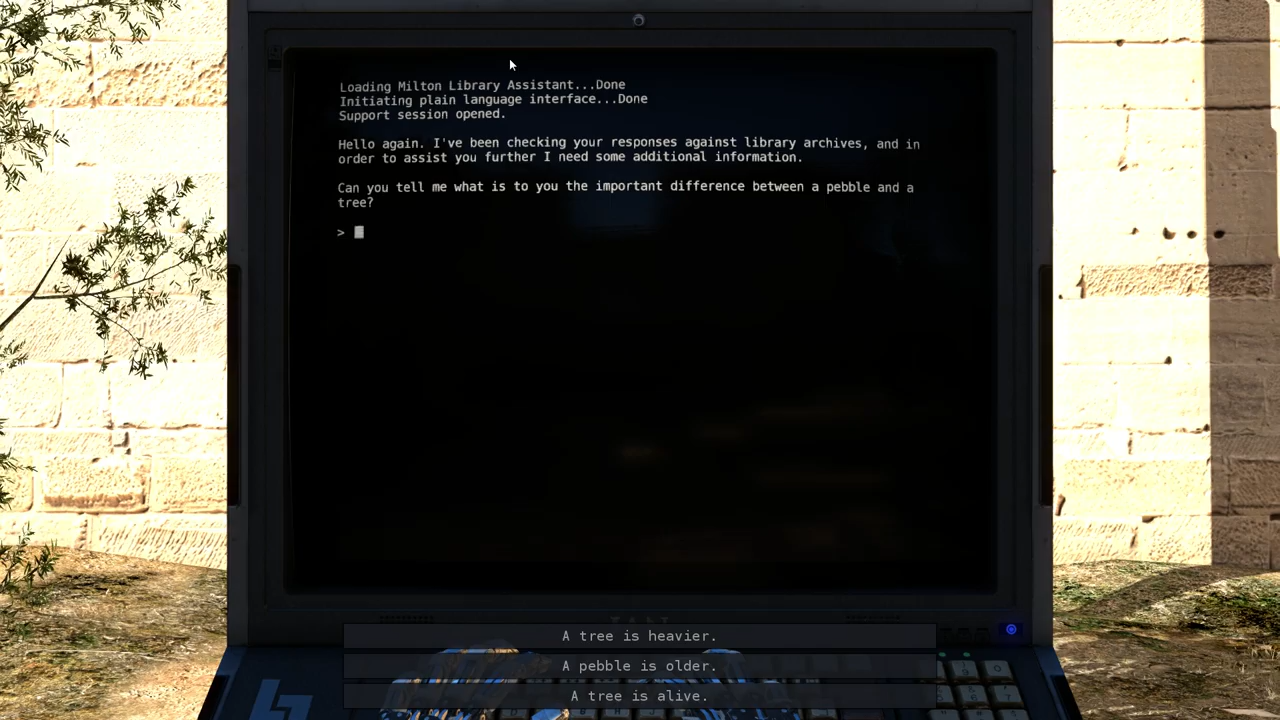 Loading Milton Library Assistant...Done
Initiating plain language interface...Done
Support session opened.
Hello again. I've been checking your responses against library archives, and in
order to assist you further I need some additional information.
Can you tell me what is to you the important difference between a pebble and a
tree?
>
A tree is heavier.
A pebble is older.
A tree is alive.